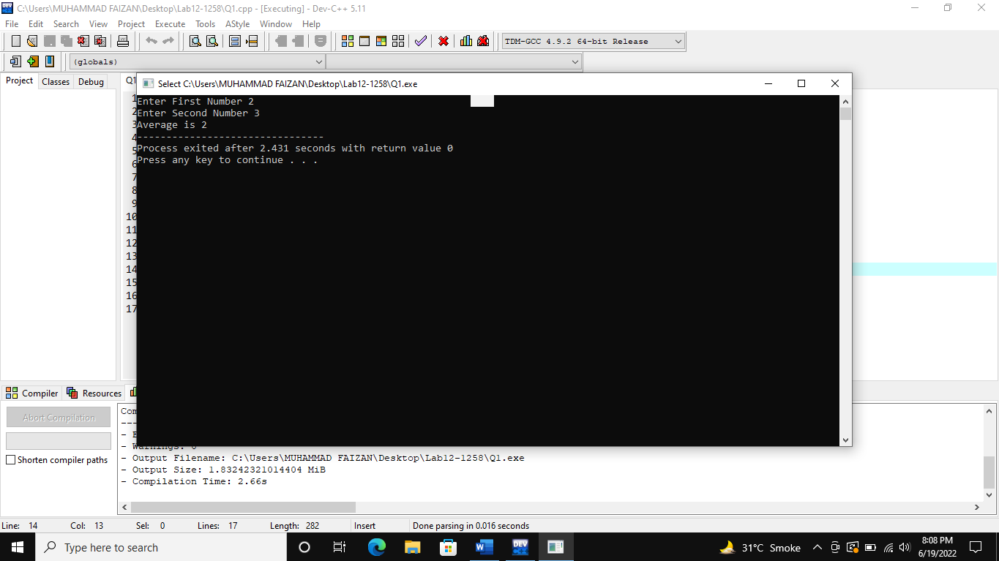 C:\Users\MUHAMMAD FAIZAN\Desktop\Lab12-1258\Q1.cpp - [Executing] - Dev-C++ 5.11
File Edit Search View Project Execute Tools AStyle Window Help
TDM-GCC 4.9.2 64-bit Release
(globals)
Project Classes Debug Q1
Select C:\Users\MUHAMMAD FAIZAN\Desktop\Lab12-1258\Q1.exe
Enter First Number 2
Enter Second Number 3
Average is 2
--------------------------------
Process exited after 2.431 seconds with return value 0
Press any key to continue . . .
1
2
3
4
5
6
7
8
9
10
11
12
13
14
15
16
17
Compiler Resources
Abort Compilation
Shorten compiler paths
- Warnings: 0
- Output Filename: C:\Users\MUHAMMAD FAIZAN\Desktop\Lab12-1258\Q1.exe
- Output Size: 1.83242321014404 MiB
- Compilation Time: 2.66s
Line: 14 Col: 13 Sel: 0 Lines: 17 Length: 282 Insert Done parsing in 0.016 seconds
Type here to search
DEV
31°C Smoke
8:08 PM
6/19/2022